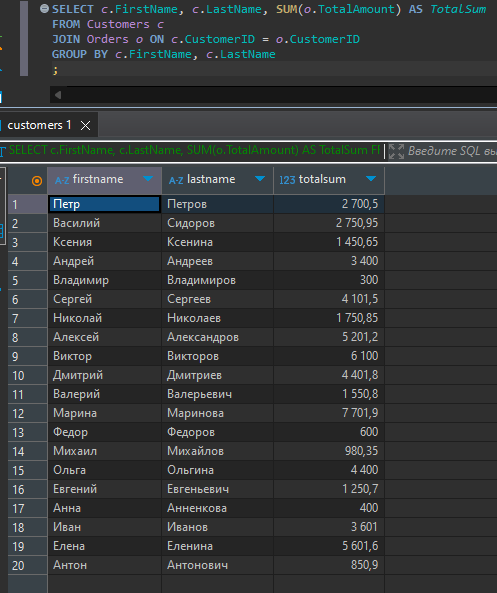 SELECT c.FirstName, c.LastName, SUM(o.TotalAmount) AS TotalSum
FROM Customers c
JOIN Orders o ON c.CustomerID = o.CustomerID
GROUP BY c.FirstName, c.LastName
;
customers 1
SELECT c.FirstName, c.LastName, SUM(o.TotalAmount) AS TotalSum Введите SQL
A-Z firstname A-Z lastname 123 totalsum
1 Петр Петров 2 700,5
2 Василий Сидоров 2 750,95
3 Ксения Ксенина 1 450,65
4 Андрей Андреев 3 400
5 Владимир Владимиров 300
6 Сергей Сергеев 4 101,5
7 Николай Николаев 1 750,85
8 Алексей Александров 5 201,2
9 Виктор Викторов 6 100
10 Дмитрий Дмитриев 4 401,8
11 Валерий Валерьевич 1 550,8
12 Марина Маринова 7 701,9
13 Федор Федоров 600
14 Михаил Михайлов 980,35
15 Ольга Ольгина 4 400
16 Евгений Евгеньевич 1 250,7
17 Анна Анненкова 400
18 Иван Иванов 3 601
19 Елена Еленина 5 601,6
20 Антон Антонович 850,9